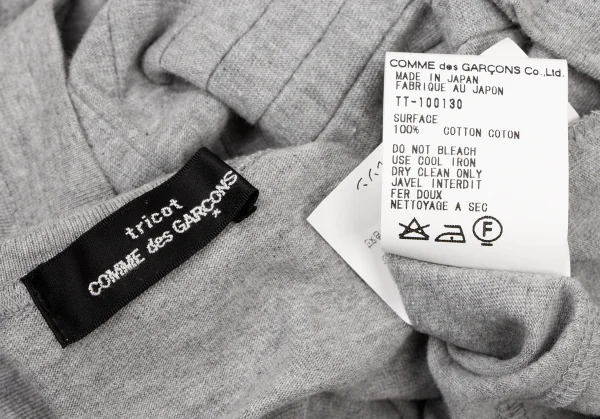 tricot
COMME des GARÇONS
COMME des GARÇONS Co.,Ltd.
MADE IN JAPAN
FABRIQUE AU JAPON
TT-100130
SURFACE
100% COTTON COTON
DO NOT BLEACH
USE COOL IRON
DRY CLEAN ONLY
JAVEL INTERDIT
FER DOUX
NETTOYAGE A SEC
F